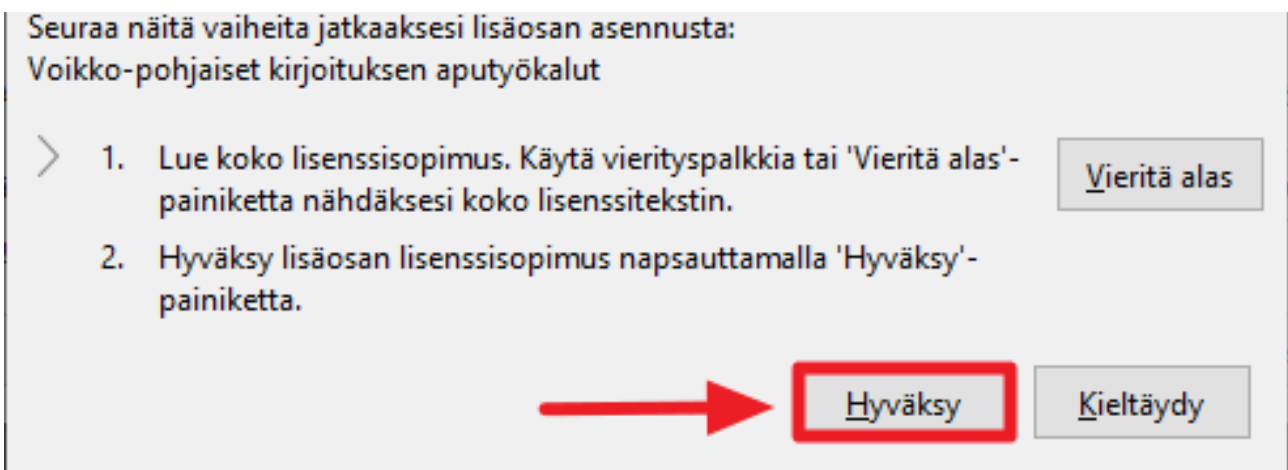 Seuraa näitä vaiheita jatkaaksesi lisäosan asennusta:
Voikko-pohjaiset kirjoituksen aputyökalut
1. Lue koko lisenssisopimus. Käytä vierityspalkkia tai 'Vieritä alas'-
painiketta nähdäksesi koko lisenssitekstin.
Vieritä alas
2. Hyväksy lisäosan lisenssisopimus napsauttamalla 'Hyväksy'-
painiketta.
Hyväksy
Kieltäydy